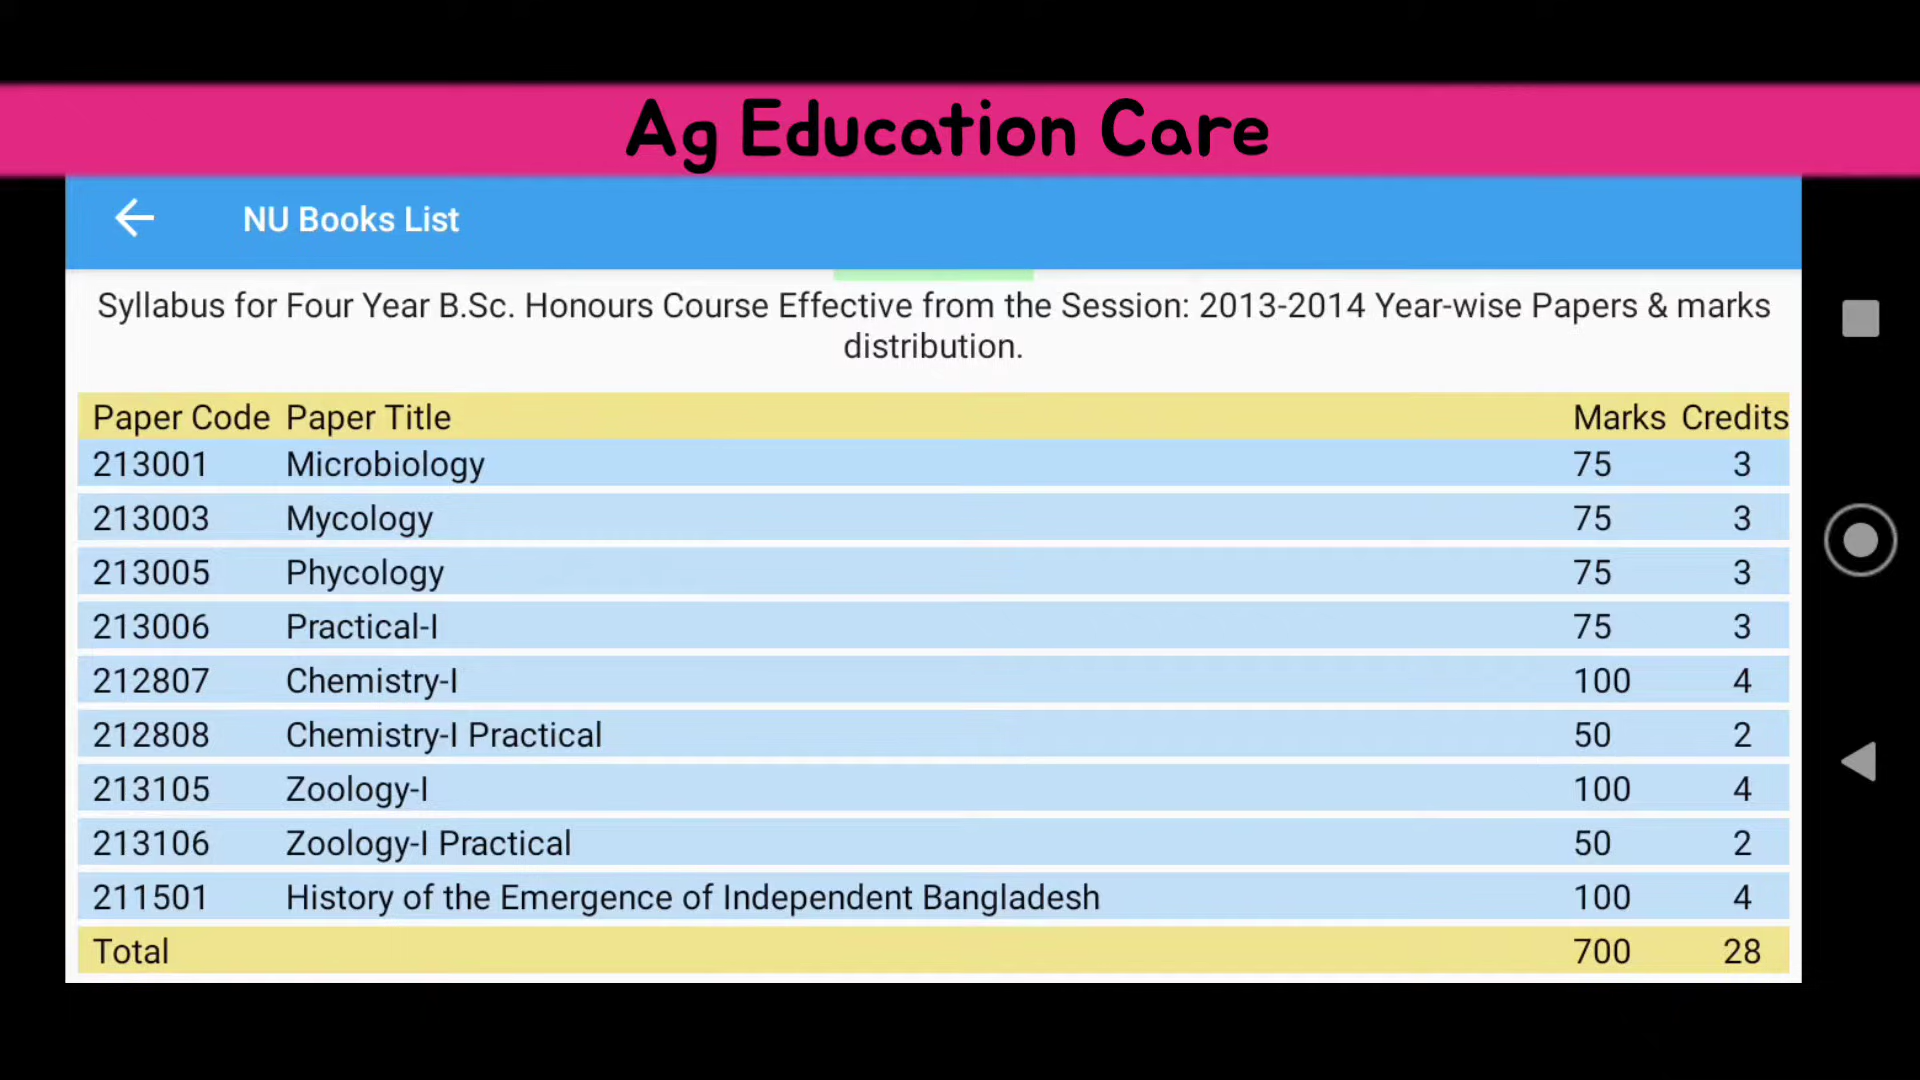 Ag Education Care
NU Books List
Syllabus for Four Year B.Sc. Honours Course Effective from the Session: 2013-2014 Year-wise Papers & marks
distribution.
Paper Code Paper Title Marks Credits
213001 Microbiology 75 3
213003 Mycology 75 3
213005 Phycology 75 3
213006 Practical-I 75 3
212807 Chemistry-I 100 4
212808 Chemistry-I Practical 50 2
213105 Zoology-I 100 4
213106 Zoology-I Practical 50 2
211501 History of the Emergence of Independent Bangladesh 100 4
Total 700 28